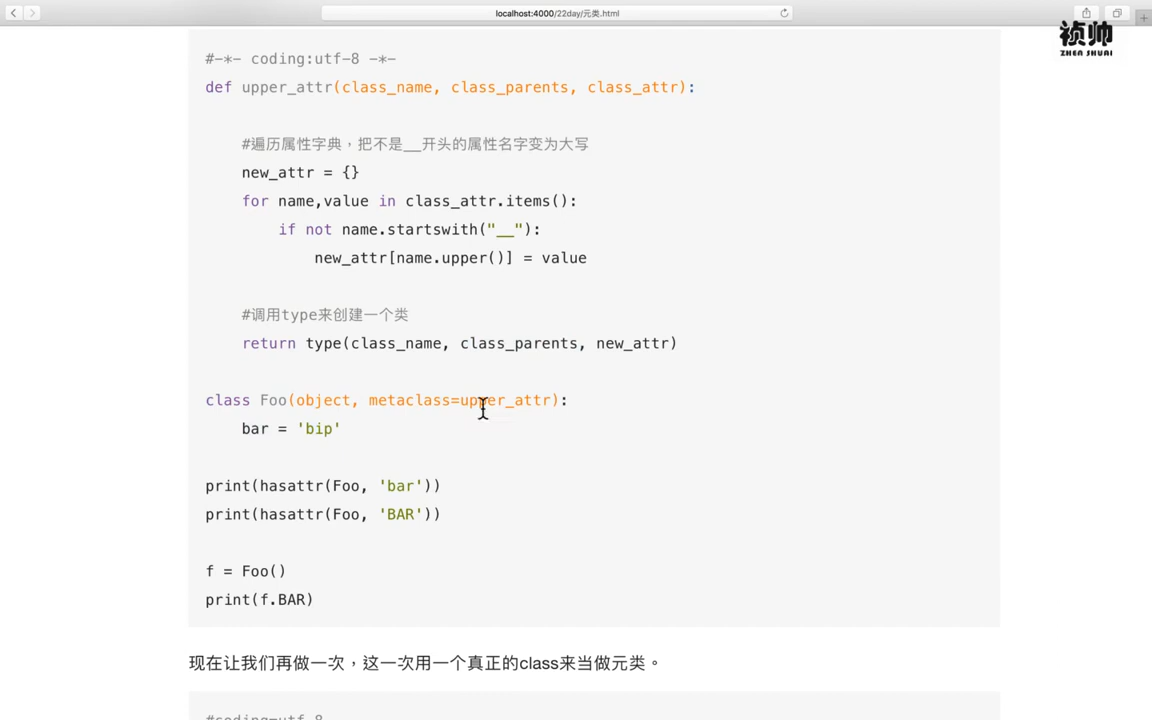 localhost:4000/22day/元类.html
祯帅
ZHEN SHUAI
#-*- coding:utf-8 -*-
def upper_attr(class_name, class_parents, class_attr):
#遍历属性字典，把不是__开头的属性名字变为大写
new_attr = {}
for name,value in class_attr.items():
if not name.startswith("__"):
new_attr[name.upper()] = value
#调用type来创建一个类
return type(class_name, class_parents, new_attr)
class Foo(object, metaclass=upper_attr):
bar = 'bip'
print(hasattr(Foo, 'bar'))
print(hasattr(Foo, 'BAR'))
f = Foo()
print(f.BAR)
现在让我们再做一次，这一次用一个真正的class来当做元类。
#coding=utf-8